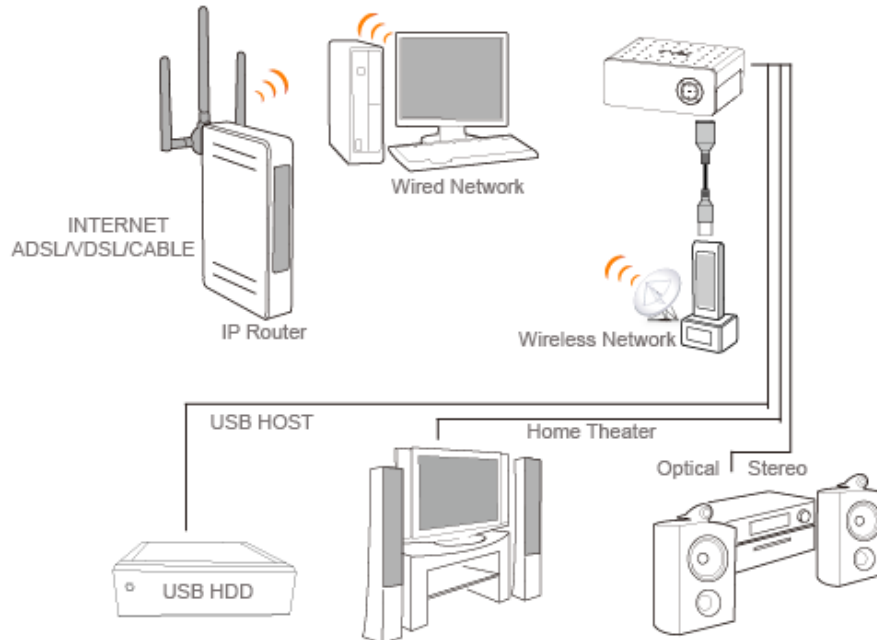 Wired Network
INTERNET
ADSL/VDSL/CABLE
IP Router
Wireless Network
USB HOST
Home Theater
Optical Stereo
USB HDD